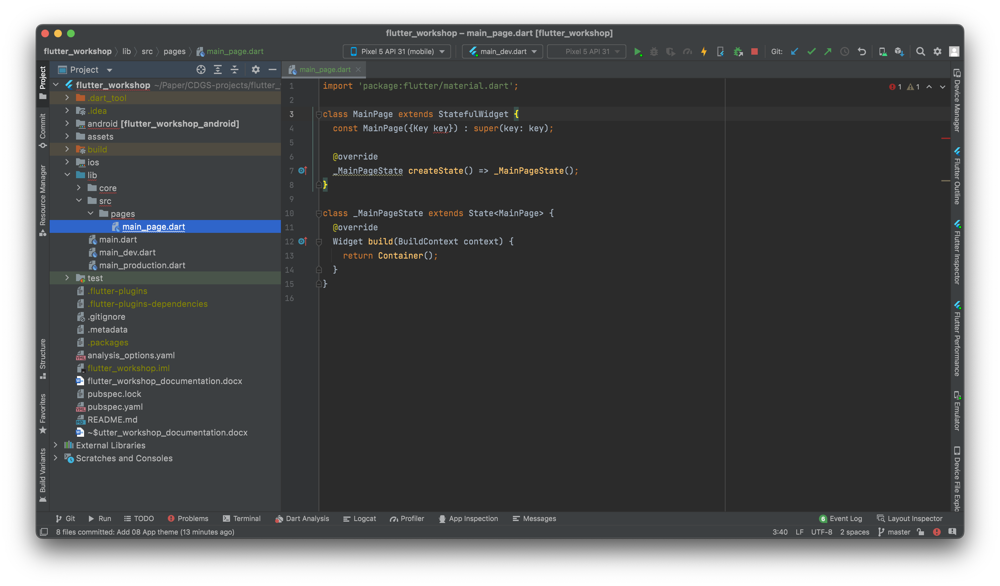 flutter_workshop – main_page.dart [flutter_workshop]
flutter_workshop lib src pages main_page.dart
Pixel 5 API 31 (mobile) main_dev.dart Pixel 5 API 31 Git:
Project
main_page.dart
flutter_workshop ~/Paper/CDGS-projects/flutter_
.dart_tool
.idea
android [flutter_workshop_android]
assets
build
ios
lib
core
src
pages
main_page.dart
main.dart
main_dev.dart
main_production.dart
test
.flutter-plugins
.flutter-plugins-dependencies
.gitignore
.metadata
.packages
analysis_options.yaml
flutter_workshop.iml
flutter_workshop_documentation.docx
pubspec.lock
pubspec.yaml
README.md
~$utter_workshop_documentation.docx
External Libraries
Scratches and Consoles
1 import 'package:flutter/material.dart';
2
3 class MainPage extends StatefulWidget {
4 const MainPage({Key key}) : super(key: key);
5
6 @override
7 _MainPageState createState() => _MainPageState();
8 }
9
10 class _MainPageState extends State<MainPage> {
11 @override
12 Widget build(BuildContext context) {
13 return Container();
14 }
15 }
16
1 1
Project
Commit
Resource Manager
Structure
Favorites
Build Variants
Device Manager
Flutter Outline
Flutter Inspector
Flutter Performance
Emulator
Device File Explo
Git Run TODO Problems Terminal Dart Analysis Logcat Profiler App Inspection Messages 6 Event Log Layout Inspector
8 files committed: Add 08 App theme (13 minutes ago) 3:40 LF UTF-8 2 spaces master